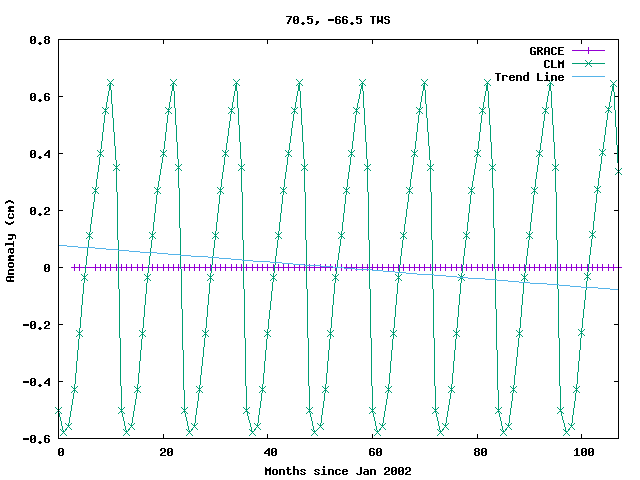 70.5, -66.5 TWS
GRACE
CLM
Trend Line
Anomaly (cm)
0.8
0.6
0.4
0.2
0
-0.2
-0.4
-0.6
0 20 40 60 80 100
Months since Jan 2002